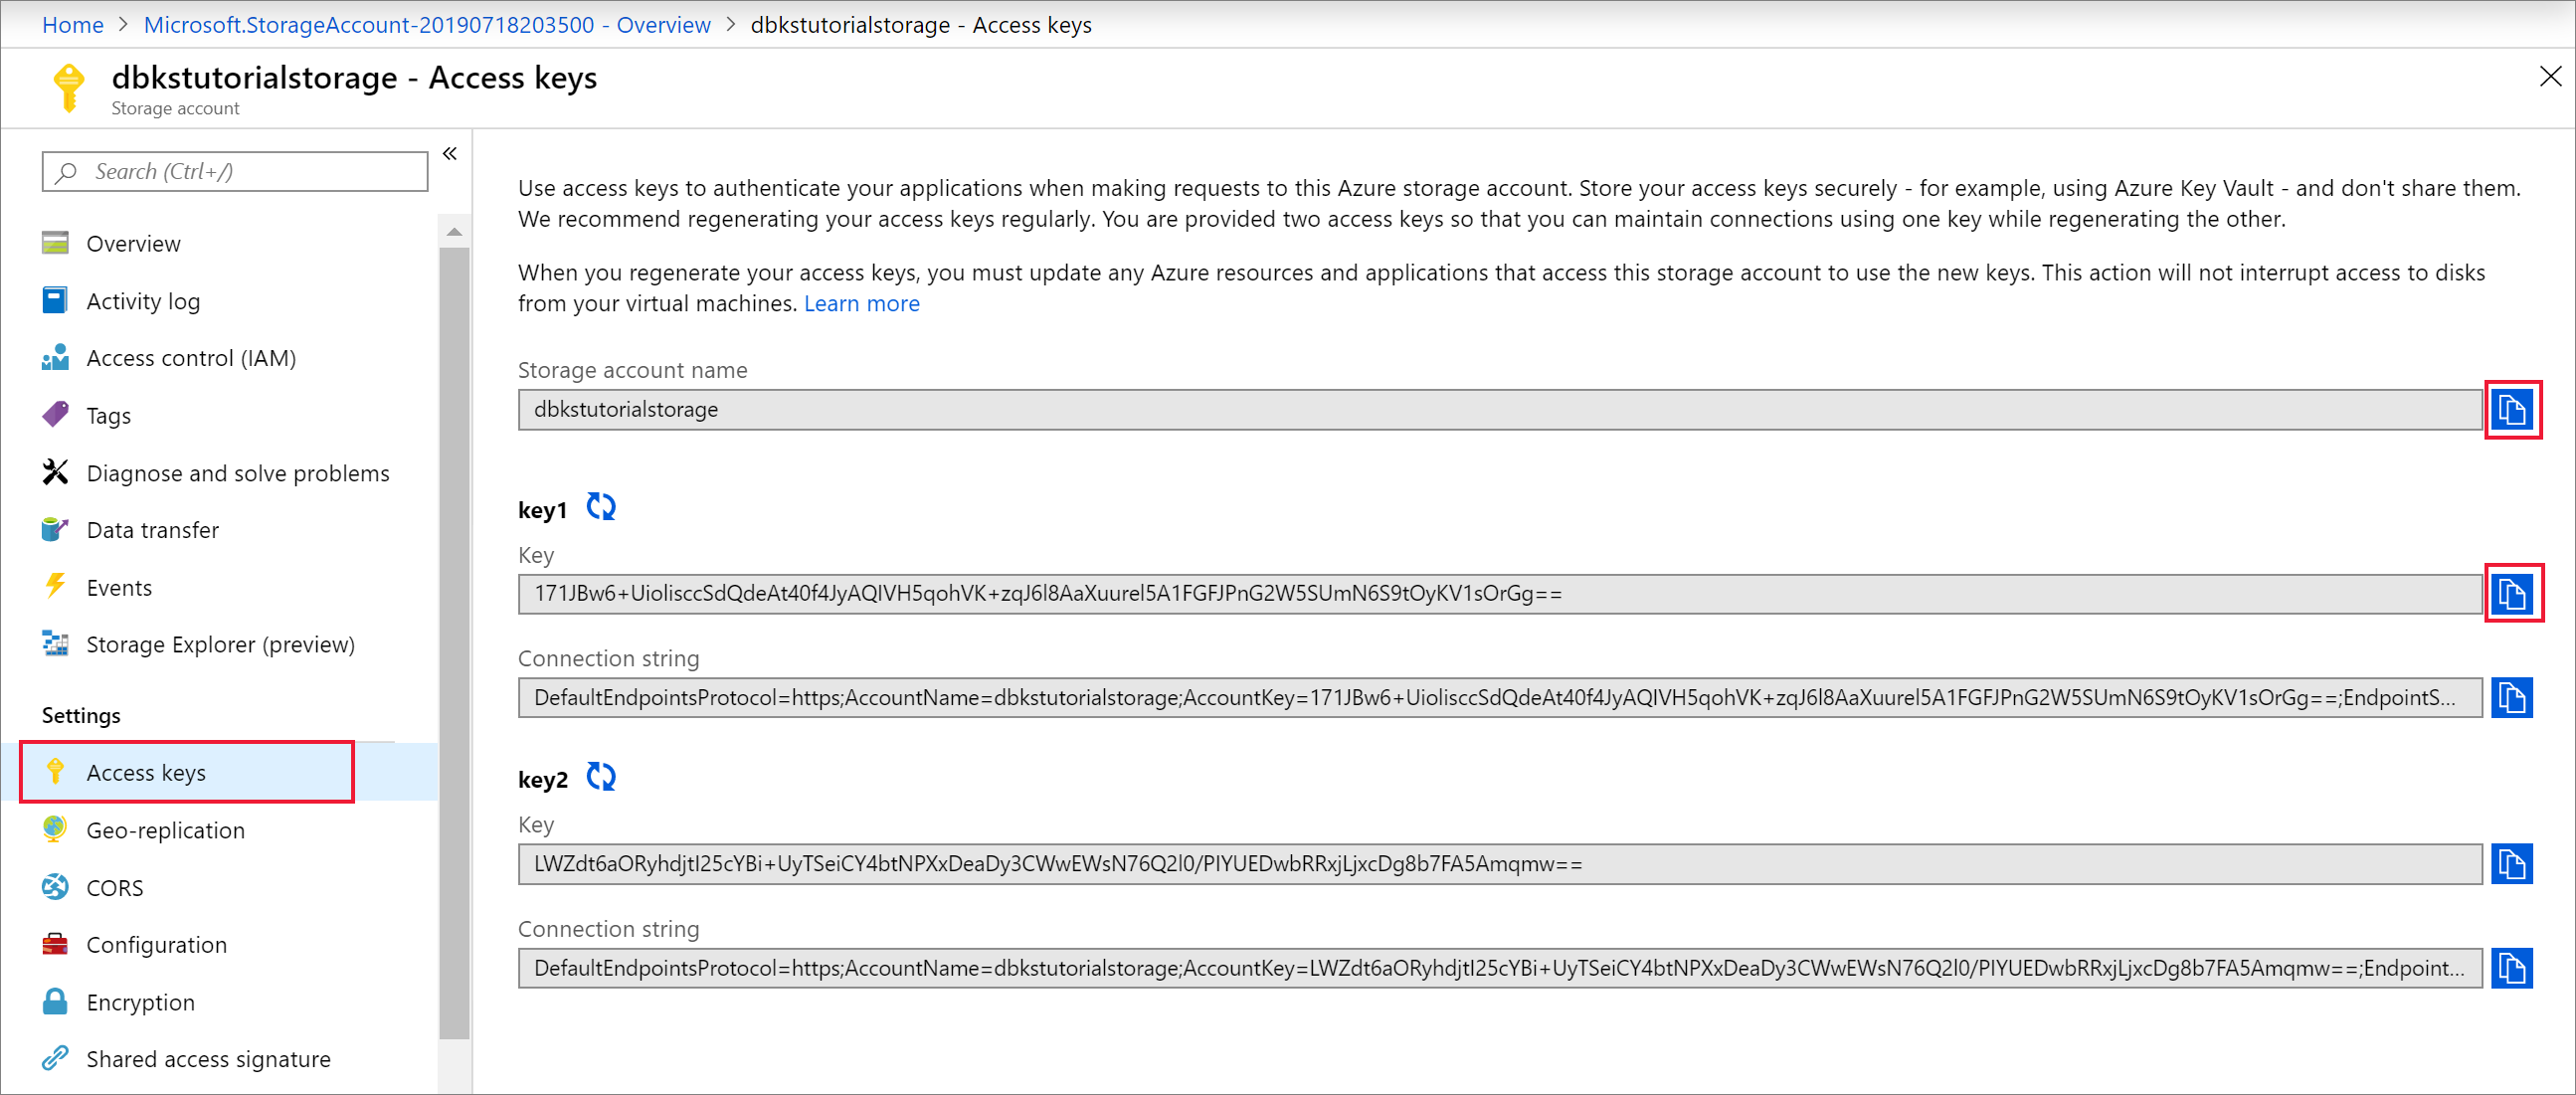 Home > Microsoft.StorageAccount-20190718203500 - Overview > dbkstutorialstorage - Access keys
dbkstutorialstorage - Access keys
Storage account
Search (Ctrl+/)
Overview
Activity log
Access control (IAM)
Tags
Diagnose and solve problems
Data transfer
Events
Storage Explorer (preview)
Settings
Access keys
Geo-replication
CORS
Configuration
Encryption
Shared access signature
Use access keys to authenticate your applications when making requests to this Azure storage account. Store your access keys securely - for example, using Azure Key Vault - and don't share them.
We recommend regenerating your access keys regularly. You are provided two access keys so that you can maintain connections using one key while regenerating the other.
When you regenerate your access keys, you must update any Azure resources and applications that access this storage account to use the new keys. This action will not interrupt access to disks
from your virtual machines. Learn more
Storage account name
dbkstutorialstorage
key1
Key
171JBw6+UiolisccSdQdeAt40f4JyAQIVH5qohVK+zqJ6l8AaXuurel5A1FGFJPnG2W5SUmN6S9tOyKV1sOrGg==
Connection string
DefaultEndpointsProtocol=https;AccountName=dbkstutorialstorage;AccountKey=171JBw6+UiolisccSdQdeAt40f4JyAQIVH5qohVK+zqJ6l8AaXuurel5A1FGFJPnG2W5SUmN6S9tOyKV1sOrGg==;EndpointS...
key2
Key
LWZdt6aORyhdjtI25cYBi+UyTSeiCY4btNPXxDeaDy3CWwEWsN76Q2l0/PIYUEDwbRRxjLjxcDg8b7FA5Amqmw==
Connection string
DefaultEndpointsProtocol=https;AccountName=dbkstutorialstorage;AccountKey=LWZdt6aORyhdjtI25cYBi+UyTSeiCY4btNPXxDeaDy3CWwEWsN76Q2l0/PIYUEDwbRRxjLjxcDg8b7FA5Amqmw==;Endpoint...